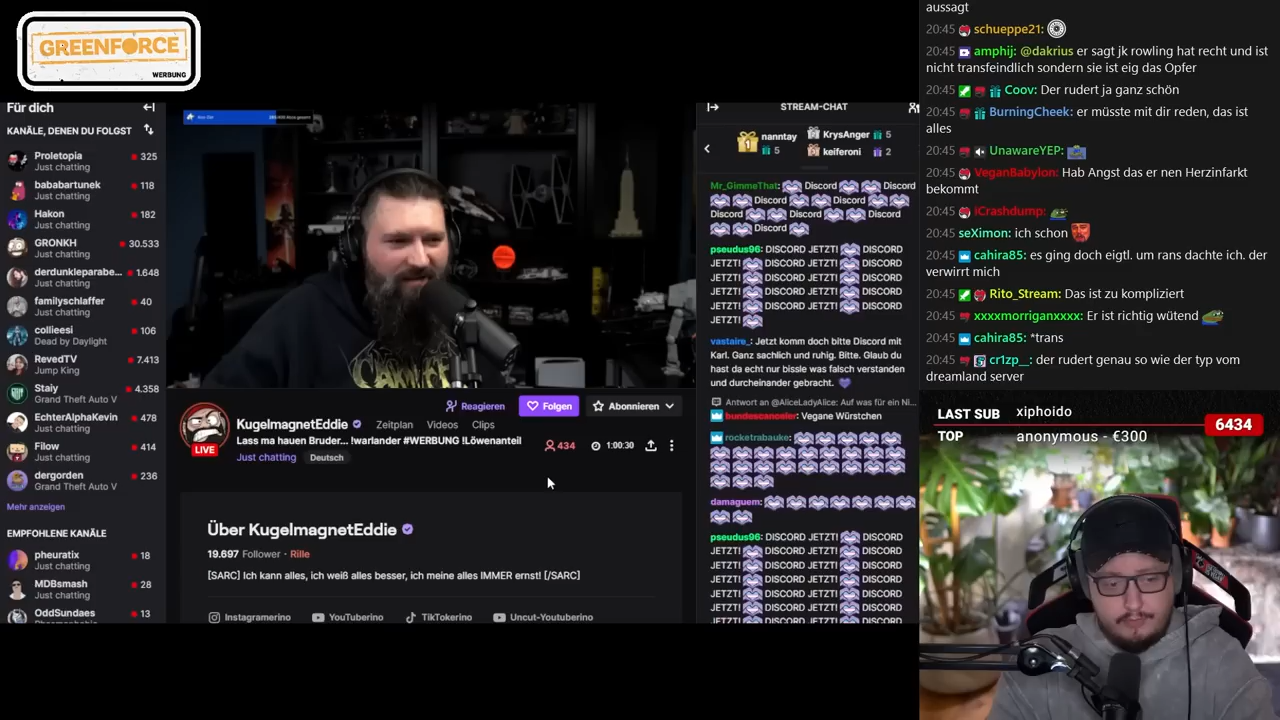 GREENFORCE
WERBUNG
Für dich
KANÄLE, DENEN DU FOLGST
Proletopia
325
Just chatting
bababartunek
118
Just chatting
Hakon
182
Just chatting
GRONKH
30.533
Just chatting
derdunkleparabe...
1.648
Just chatting
familyschlaffer
40
Just chatting
collieesi
106
Dead by Daylight
RevedTV
7.413
Jump King
Staiy
4.358
Just chatting
EchterAlphaKevin
478
Just chatting
Filow
414
Just chatting
dergorden
236
Grand Theft Auto V
Mehr anzeigen
EMPFOHLENE KANÄLE
pheuratix
18
Just chatting
MDBsmash
28
Just chatting
OddSundaes
13
LIVE
KugelmagnetEddie
Zeitplan
Videos
Clips
Reagieren
Folgen
Abonnieren
Lass ma hauen Bruder... !warlander #WERBUNG !Löwenanteil
434
1:00:30
Just chatting
Deutsch
Über KugelmagnetEddie
19.697 Follower · Rille
[SARC] Ich kann alles, ich weiß alles besser, ich meine alles IMMER ernst! [/SARC]
Instagramerino
YouTuberino
TikTokerino
Uncut-Youtuberino
STREAM-CHAT
1
nanntay
5
KrysAnger 5
keiferoni 2
Mr_GimmeThat: Discord Discord
Discord Discord
Discord Discord Discord
Discord
pseudus96: DISCORD JETZT! DISCORD
JETZT! DISCORD JETZT! DISCORD
JETZT! DISCORD JETZT! DISCORD
JETZT! DISCORD JETZT! DISCORD
JETZT! DISCORD JETZT! DISCORD
JETZT!
vastaire_: Jetzt komm doch bitte Discord mit
Karl. Ganz sachlich und ruhig. Bitte. Glaub du
hast da echt nur bissle was falsch verstanden
und durcheinander gebracht.
Antwort an @AliceLadyAlice: Auf was für ein Ni...
bundescanceler: Vegane Würstchen
rocketrabauke:
damaguem:
pseudus96: DISCORD JETZT! DISCORD
JETZT! DISCORD JETZT! DISCORD
JETZT! DISCORD JETZT! DISCORD
JETZT! DISCORD JETZT! DISCORD
JETZT! DISCORD JETZT! DISCORD
JETZT! DISCORD JETZT! DISCORD
aussagt
20:45 schueppe21:
20:45 amphij: @dakrius er sagt jk rowling hat recht und ist
nicht transfeindlich sondern sie ist eig das Opfer
20:45 Coov: Der rudert ja ganz schön
20:45 BurningCheek: er müsste mit dir reden, das ist
alles
20:45 UnawareYEP:
20:45 VeganBabylon: Hab Angst das er nen Herzinfarkt
bekommt
20:45 iCrashdump:
20:45 seXimon: ich schon
20:45 cahira85: es ging doch eigtl. um rans dachte ich. der
verwirrt mich
20:45 Rito_Stream: Das ist zu kompliziert
20:45 xxxxmorriganxxxx: Er ist richtig wütend
20:45 cahira85: *trans
20:45 cr1zp__: der rudert genau so wie der typ vom
dreamland server
LAST SUB xiphoido
TOP anonymous - €300
6434